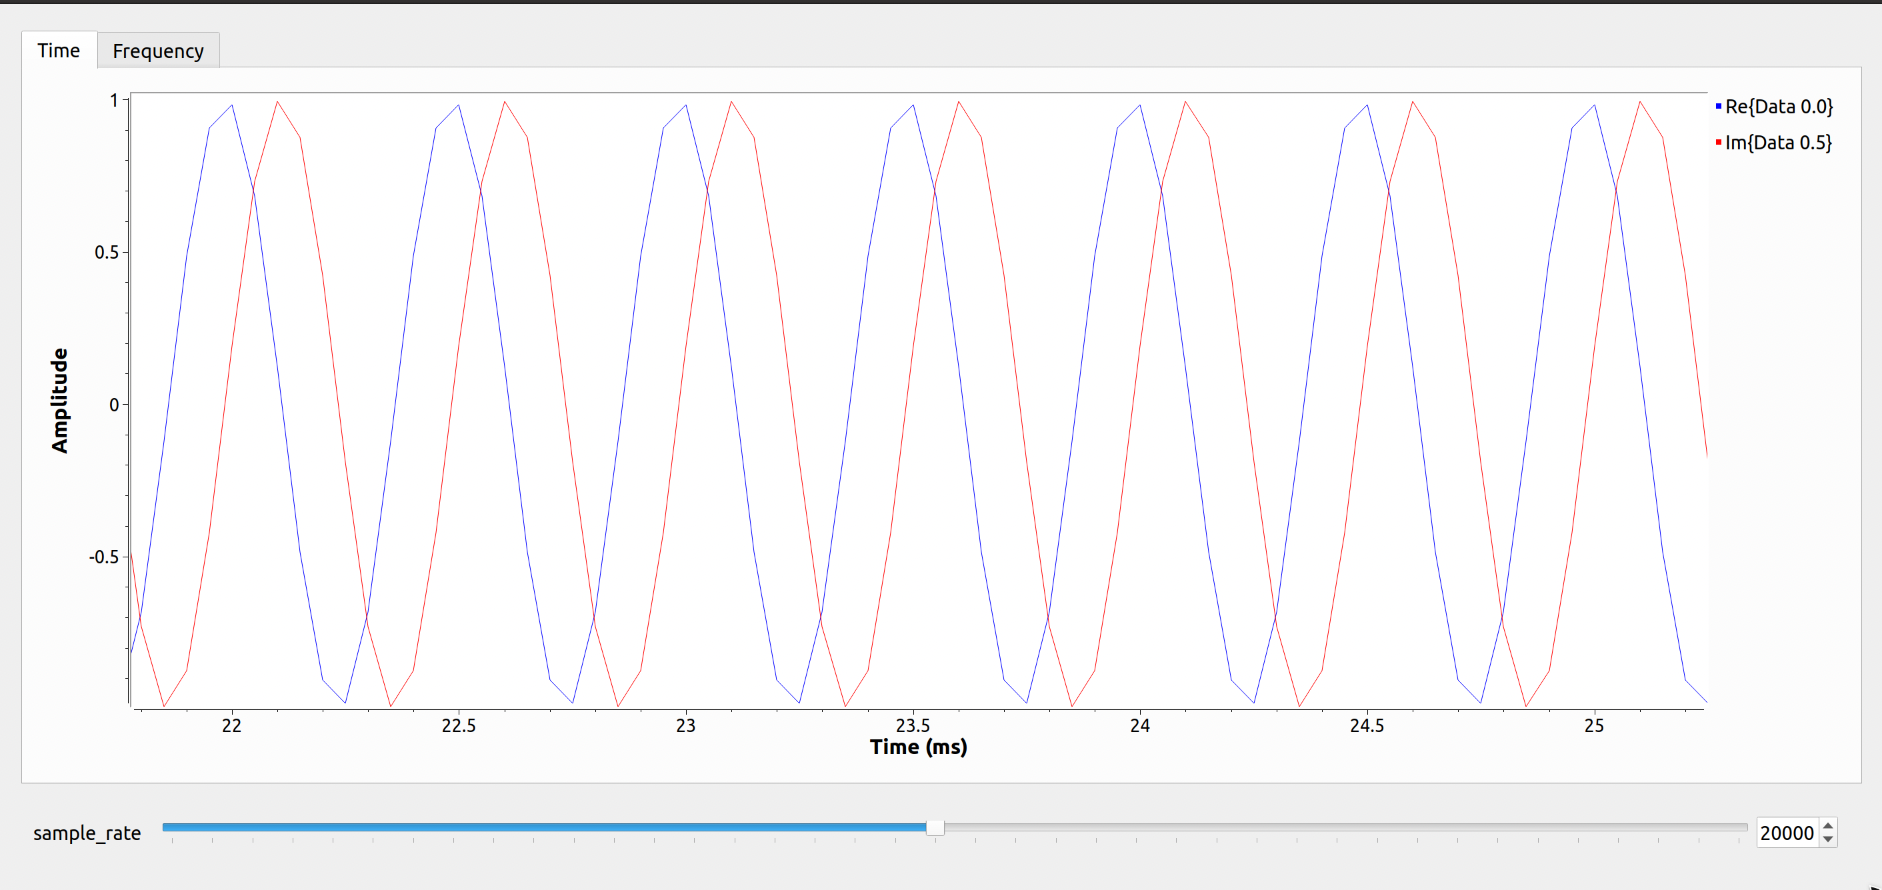 Time Frequency
Re{Data 0.0}
Im{Data 0.5}
1
0.5
0
-0.5
Amplitude
22 22.5 23 23.5 24 24.5 25
Time (ms)
sample_rate 20000